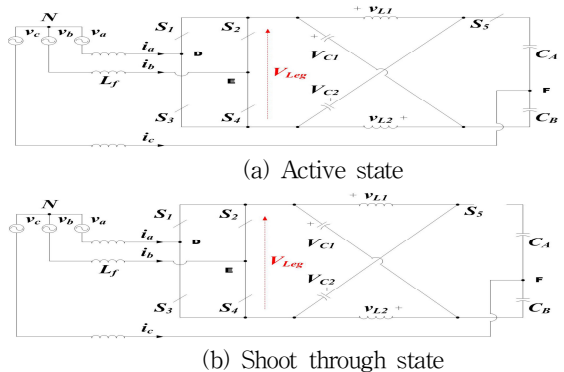 N
v_c v_b v_a
i_a
i_b
L_f
i_c
S_1
S_2
D
E
S_3
S_4
V_Leg
+ v_L1
+
V_C1
V_C2
v_L2 +
S_5
C_A
F
C_B
(a) Active state
N
v_c v_b v_a
i_a
i_b
L_f
i_c
S_1
S_2
D
E
S_3
S_4
V_Leg
+ v_L1
+
V_C1
V_C2
v_L2 +
S_5
C_A
F
C_B
(b) Shoot through state